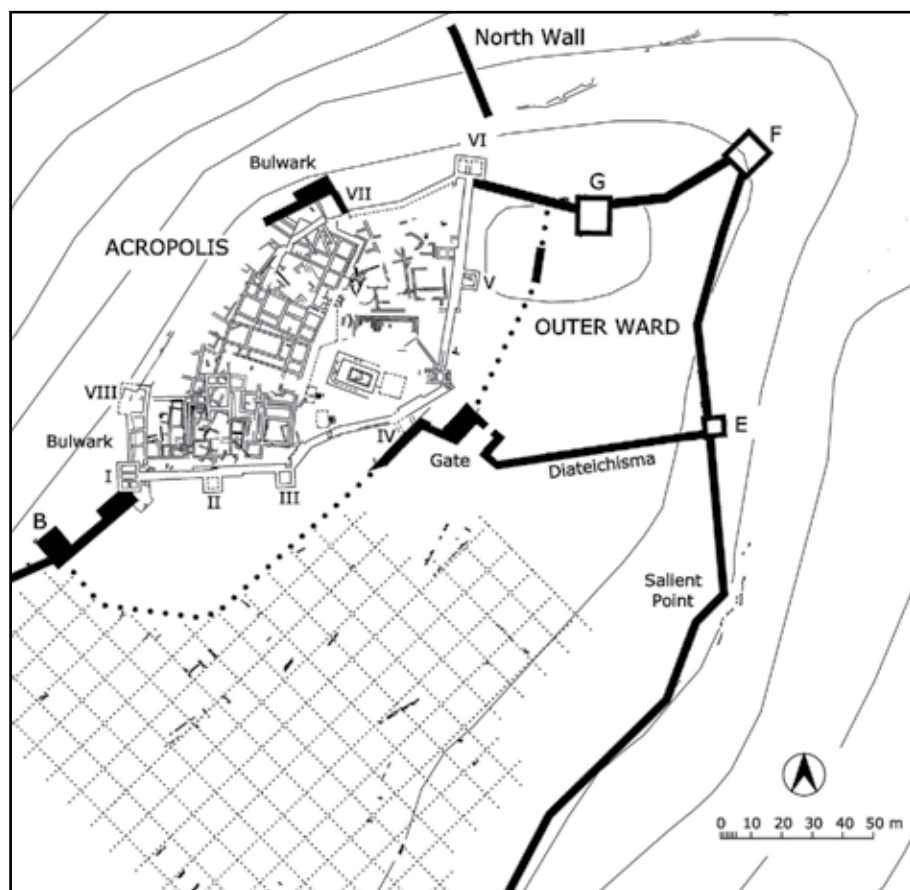 North Wall
VI
F
Bulwark
VII
G
ACROPOLIS
V
OUTER WARD
VIII
Bulwark
IV
Gate
E
Diateichisma
I
II
III
B
Salient
Point
0 10 20 30 40 50 m